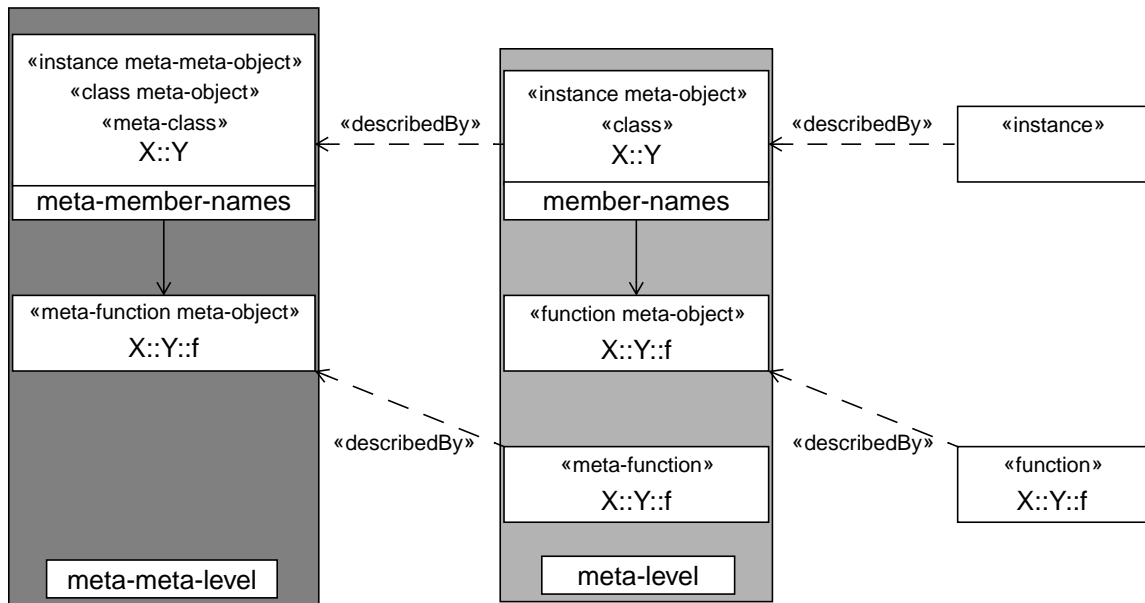 «instance meta-meta-object»
«class meta-object»
«meta-class»
X::Y
meta-member-names
«meta-function meta-object»
X::Y::f
meta-meta-level
«describedBy»
«describedBy»
«instance meta-object»
«class»
X::Y
member-names
«function meta-object»
X::Y::f
«meta-function»
X::Y::f
meta-level
«describedBy»
«describedBy»
«instance»
«function»
X::Y::f